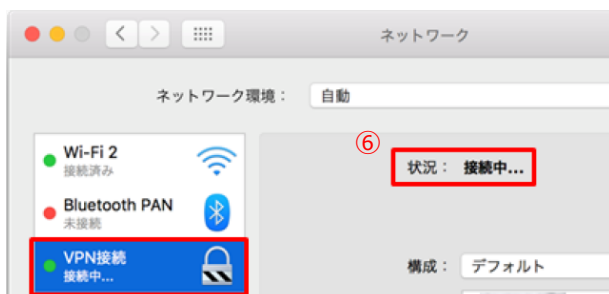 ネットワーク
ネットワーク環境： 自動
Wi-Fi 2
接続済み
⑥
状況： 接続中...
Bluetooth PAN
未接続
VPN接続
接続中...
構成： デフォルト